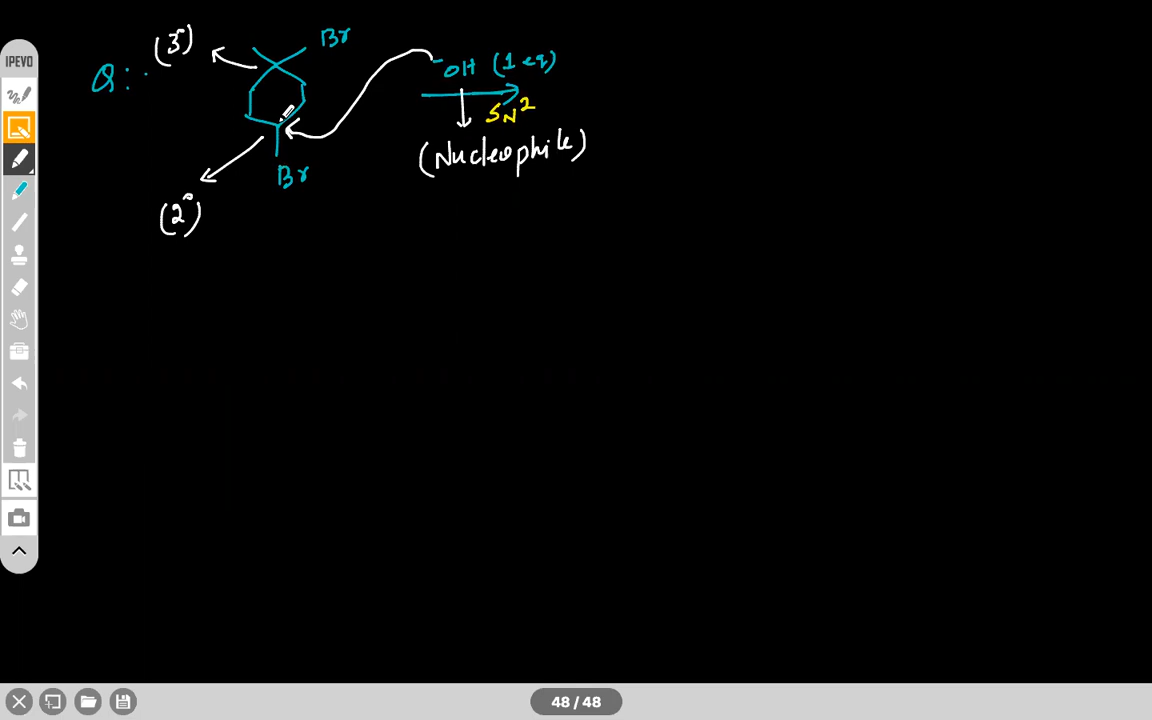 IPEVO
Q:·
(3°)
Br
-OH (1 eq)
SN2
(Nucleophile)
Br
(2°)
48 / 48